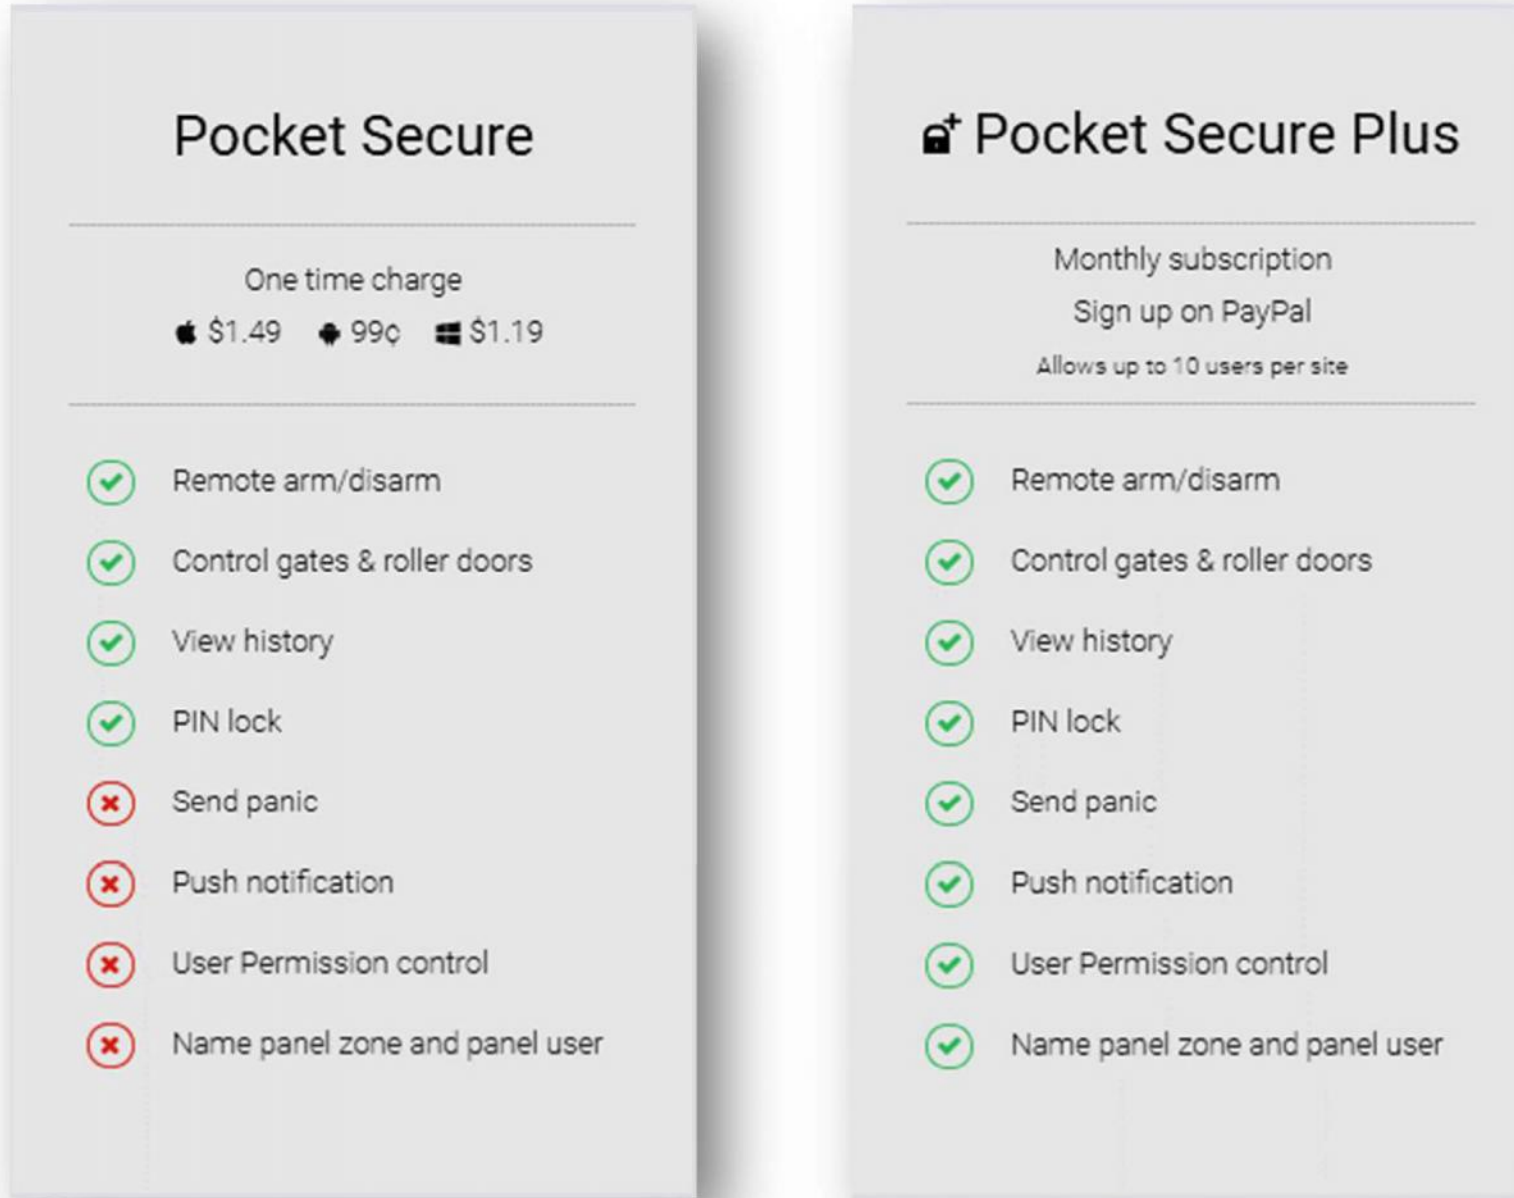 Pocket Secure
One time charge
$1.49 99¢ $1.19
Remote arm/disarm
Control gates & roller doors
View history
PIN lock
Send panic
Push notification
User Permission control
Name panel zone and panel user
Pocket Secure Plus
Monthly subscription
Sign up on PayPal
Allows up to 10 users per site
Remote arm/disarm
Control gates & roller doors
View history
PIN lock
Send panic
Push notification
User Permission control
Name panel zone and panel user